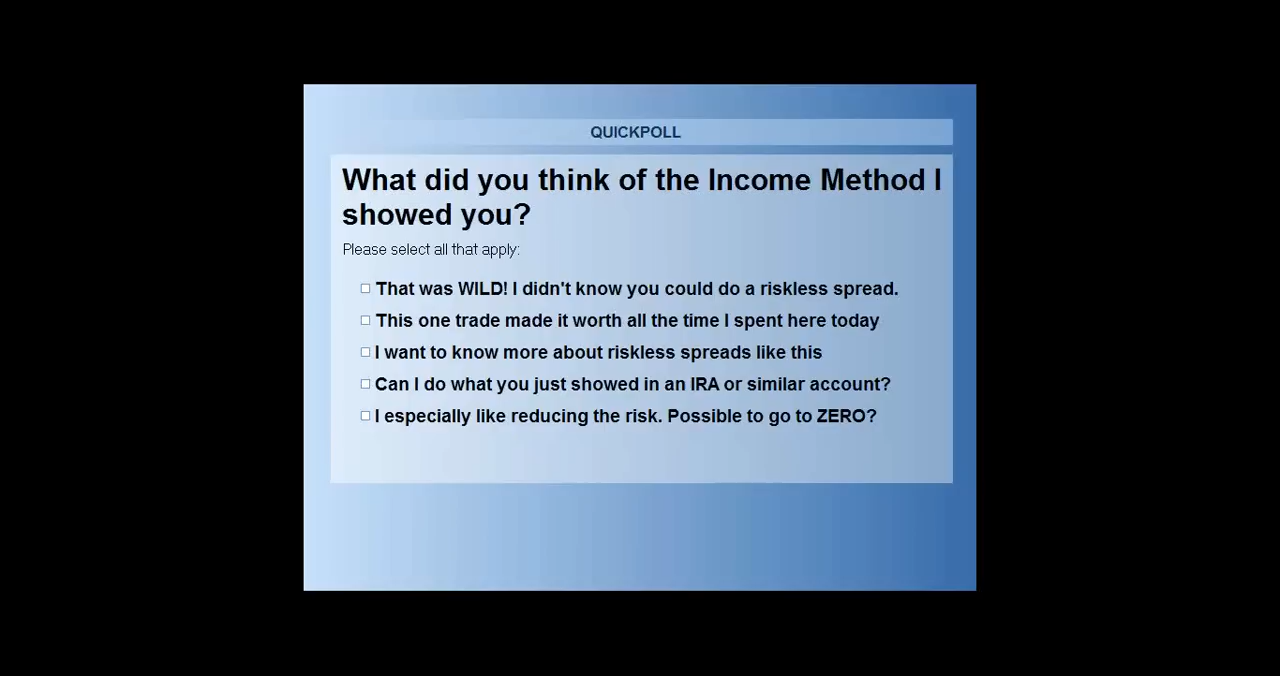 QUICKPOLL
What did you think of the Income Method I
showed you?
Please select all that apply:
That was WILD! I didn't know you could do a riskless spread.
This one trade made it worth all the time I spent here today
I want to know more about riskless spreads like this
Can I do what you just showed in an IRA or similar account?
I especially like reducing the risk. Possible to go to ZERO?